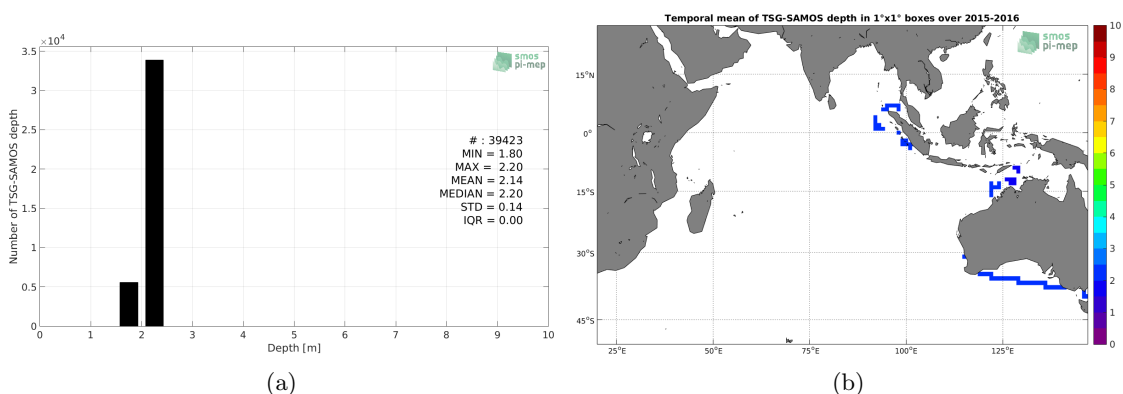 ×10⁴
3.5
3
2.5
2
1.5
1
0.5
0
Number of TSG-SAMOS depth
smos
pi-mep
# : 39423
MIN = 1.80
MAX = 2.20
MEAN = 2.14
MEDIAN = 2.20
STD = 0.14
IQR = 0.00
0 1 2 3 4 5 6 7 8 9 10
Depth [m]
(a)
Temporal mean of TSG-SAMOS depth in 1°x1° boxes over 2015-2016
smos
pi-mep
15°N
0°
15°S
30°S
45°S
25°E 50°E 75°E 100°E 125°E
10
9
8
7
6
5
4
3
2
1
0
(b)